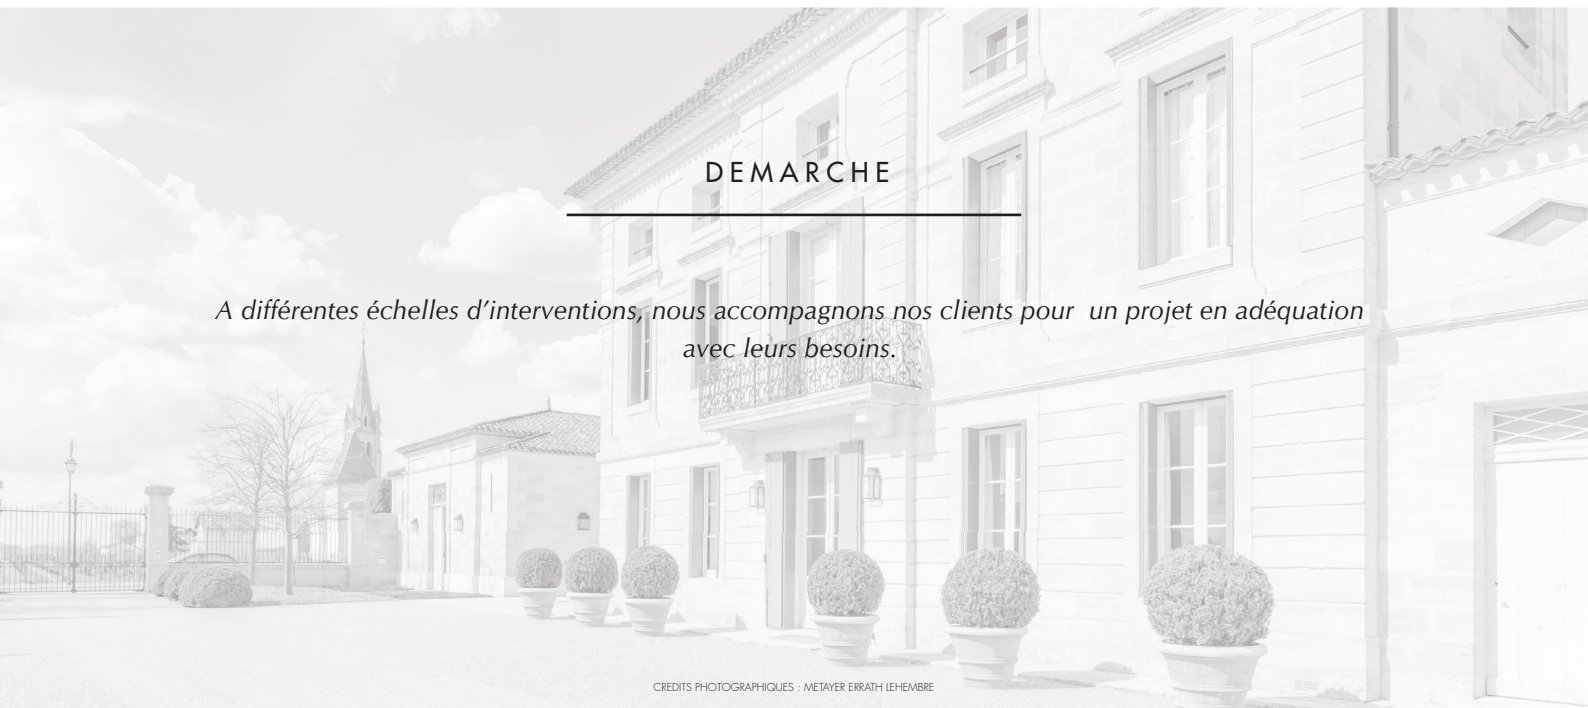 DEMARCHE
A différentes échelles d’interventions, nous accompagnons nos clients pour  un projet en adéquation
avec leurs besoins.
CREDITS PHOTOGRAPHIQUES : METAYER ERRATH LEHEMBRE